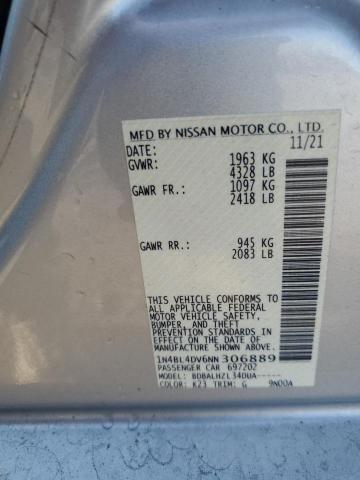 MFD BY NISSAN MOTOR CO., LTD.
DATE: 11/21
GVWR: 1963 KG
4328 LB
GAWR FR.: 1097 KG
2418 LB
GAWR RR.: 945 KG
2083 LB
THIS VEHICLE CONFORMS TO
ALL APPLICABLE FEDERAL
MOTOR VEHICLE SAFETY,
BUMPER, AND THEFT
PREVENTION STANDARDS IN
EFFECT ON THE DATE OF
MANUFACTURE SHOWN ABOVE.
1N4BL4DV6NN306889
PASSENGER CAR 697202
MODEL: BDBALHZL34DUA-----
COLOR: K23 TRIM: G 9N00A